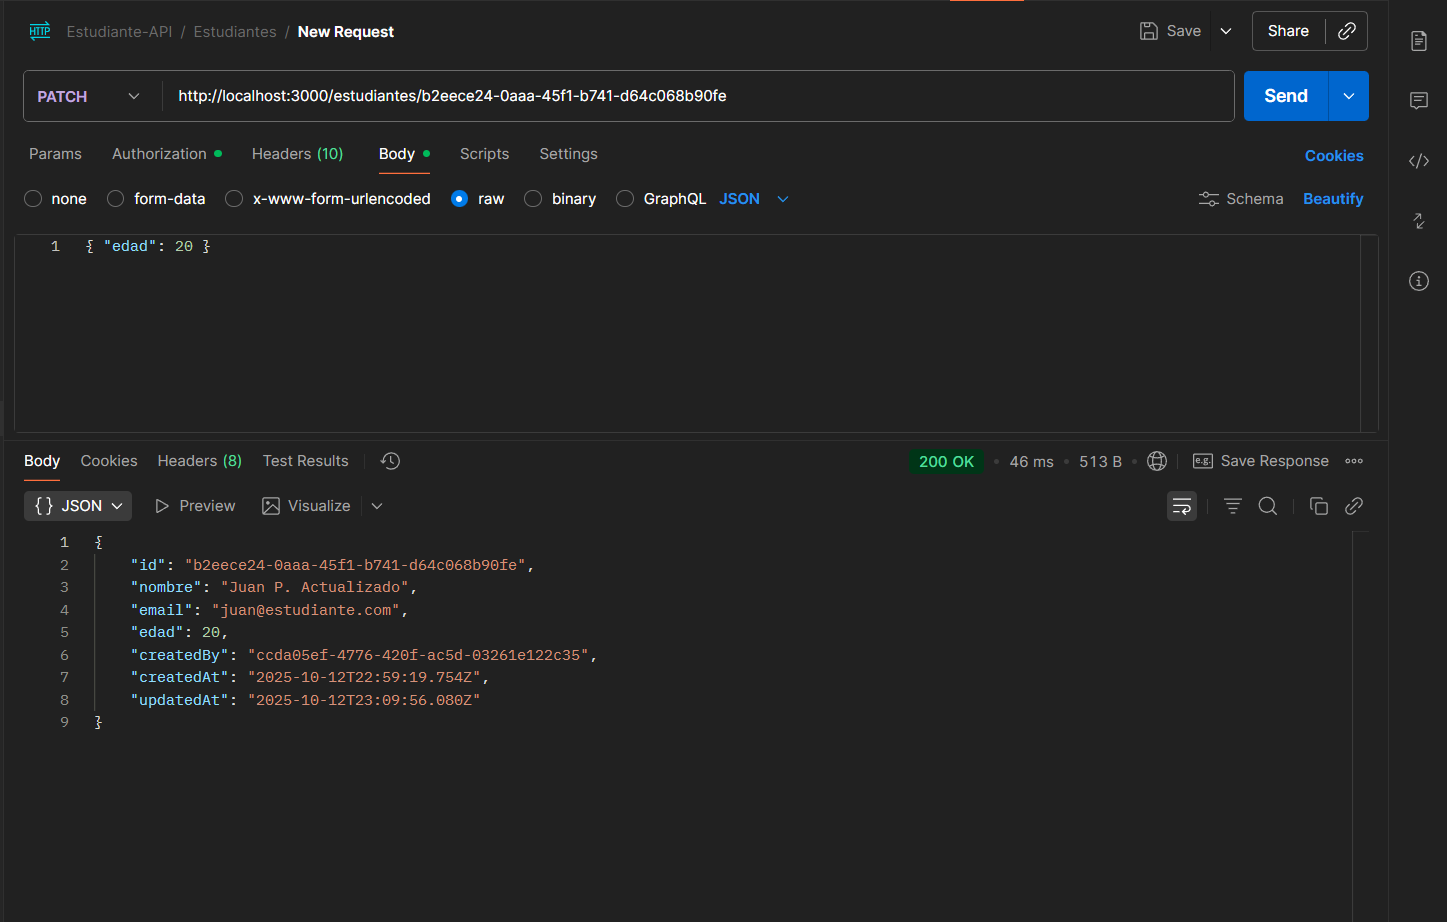 HTTP Estudiante-API / Estudiantes / New Request Save Share
PATCH http://localhost:3000/estudiantes/b2eece24-0aaa-45f1-b741-d64c068b90fe Send
Params Authorization Headers (10) Body Scripts Settings Cookies
none form-data x-www-form-urlencoded raw binary GraphQL JSON Schema Beautify
1 { "edad": 20 }
Body Cookies Headers (8) Test Results 200 OK 46 ms 513 B e.g. Save Response
{} JSON Preview Visualize
1 {
2 "id": "b2eece24-0aaa-45f1-b741-d64c068b90fe",
3 "nombre": "Juan P. Actualizado",
4 "email": "juan@estudiante.com",
5 "edad": 20,
6 "createdBy": "ccda05ef-4776-420f-ac5d-03261e122c35",
7 "createdAt": "2025-10-12T22:59:19.754Z",
8 "updatedAt": "2025-10-12T23:09:56.080Z"
9 }